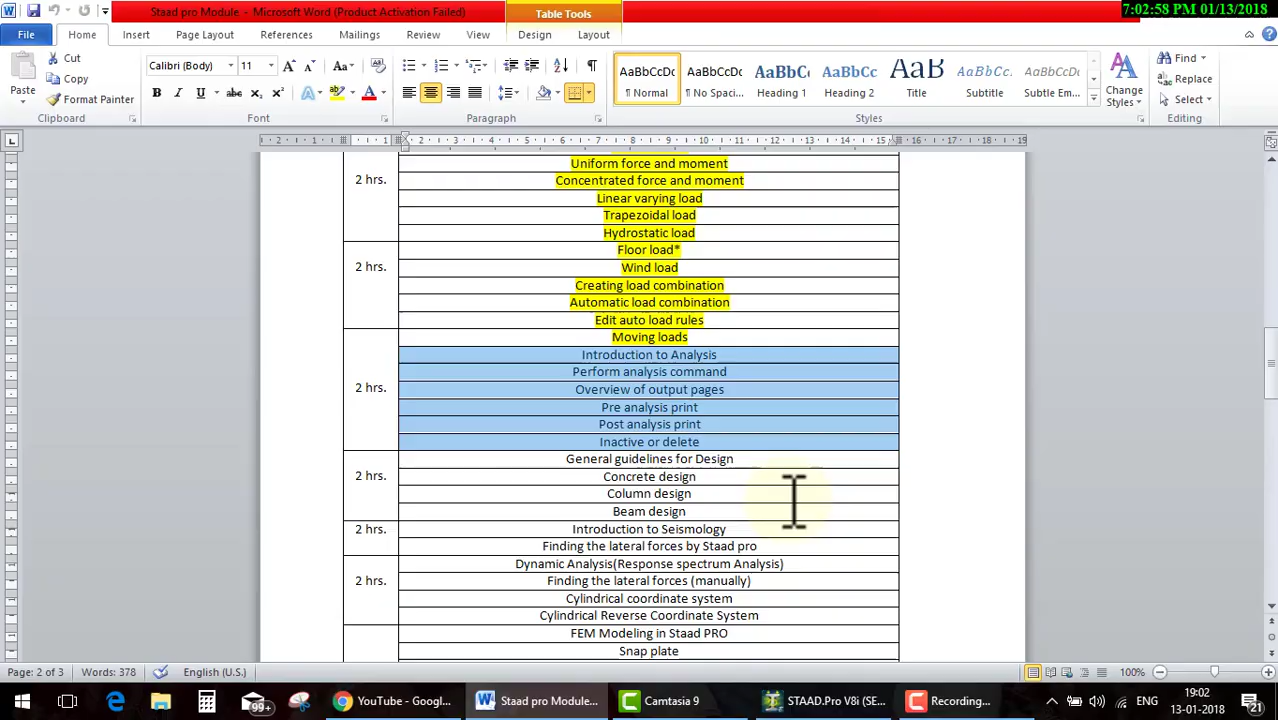 Staad pro Module - Microsoft Word (Product Activation Failed)
Table Tools
7:02:58 PM 01/13/2018
File Home Insert Page Layout References Mailings Review View Design Layout
Cut
Copy
Format Painter
Paste
Clipboard
Calibri (Body) 11
Font
Paragraph
AaBbCcDc AaBbCcDc AaBbC AaBbCc AaB AaBbCcL AaBbCcDc
¶ Normal ¶ No Spaci... Heading 1 Heading 2 Title Subtitle Subtle Em...
Styles
Change Styles
Find
Replace
Select
Editing
Uniform force and moment
2 hrs.
Concentrated force and moment
Linear varying load
Trapezoidal load
Hydrostatic load
Floor load*
2 hrs.
Wind load
Creating load combination
Automatic load combination
Edit auto load rules
Moving loads
Introduction to Analysis
Perform analysis command
2 hrs.
Overview of output pages
Pre analysis print
Post analysis print
Inactive or delete
General guidelines for Design
2 hrs.
Concrete design
Column design
Beam design
2 hrs.
Introduction to Seismology
Finding the lateral forces by Staad pro
Dynamic Analysis(Response spectrum Analysis)
2 hrs.
Finding the lateral forces (manually)
Cylindrical coordinate system
Cylindrical Reverse Coordinate System
FEM Modeling in Staad PRO
Snap plate
Page: 2 of 3 Words: 378 English (U.S.) 100%
99+
YouTube - Googl...
Staad pro Module...
Camtasia 9
STAAD.Pro V8i (SE...
Recording...
ENG
19:02
13-01-2018
21